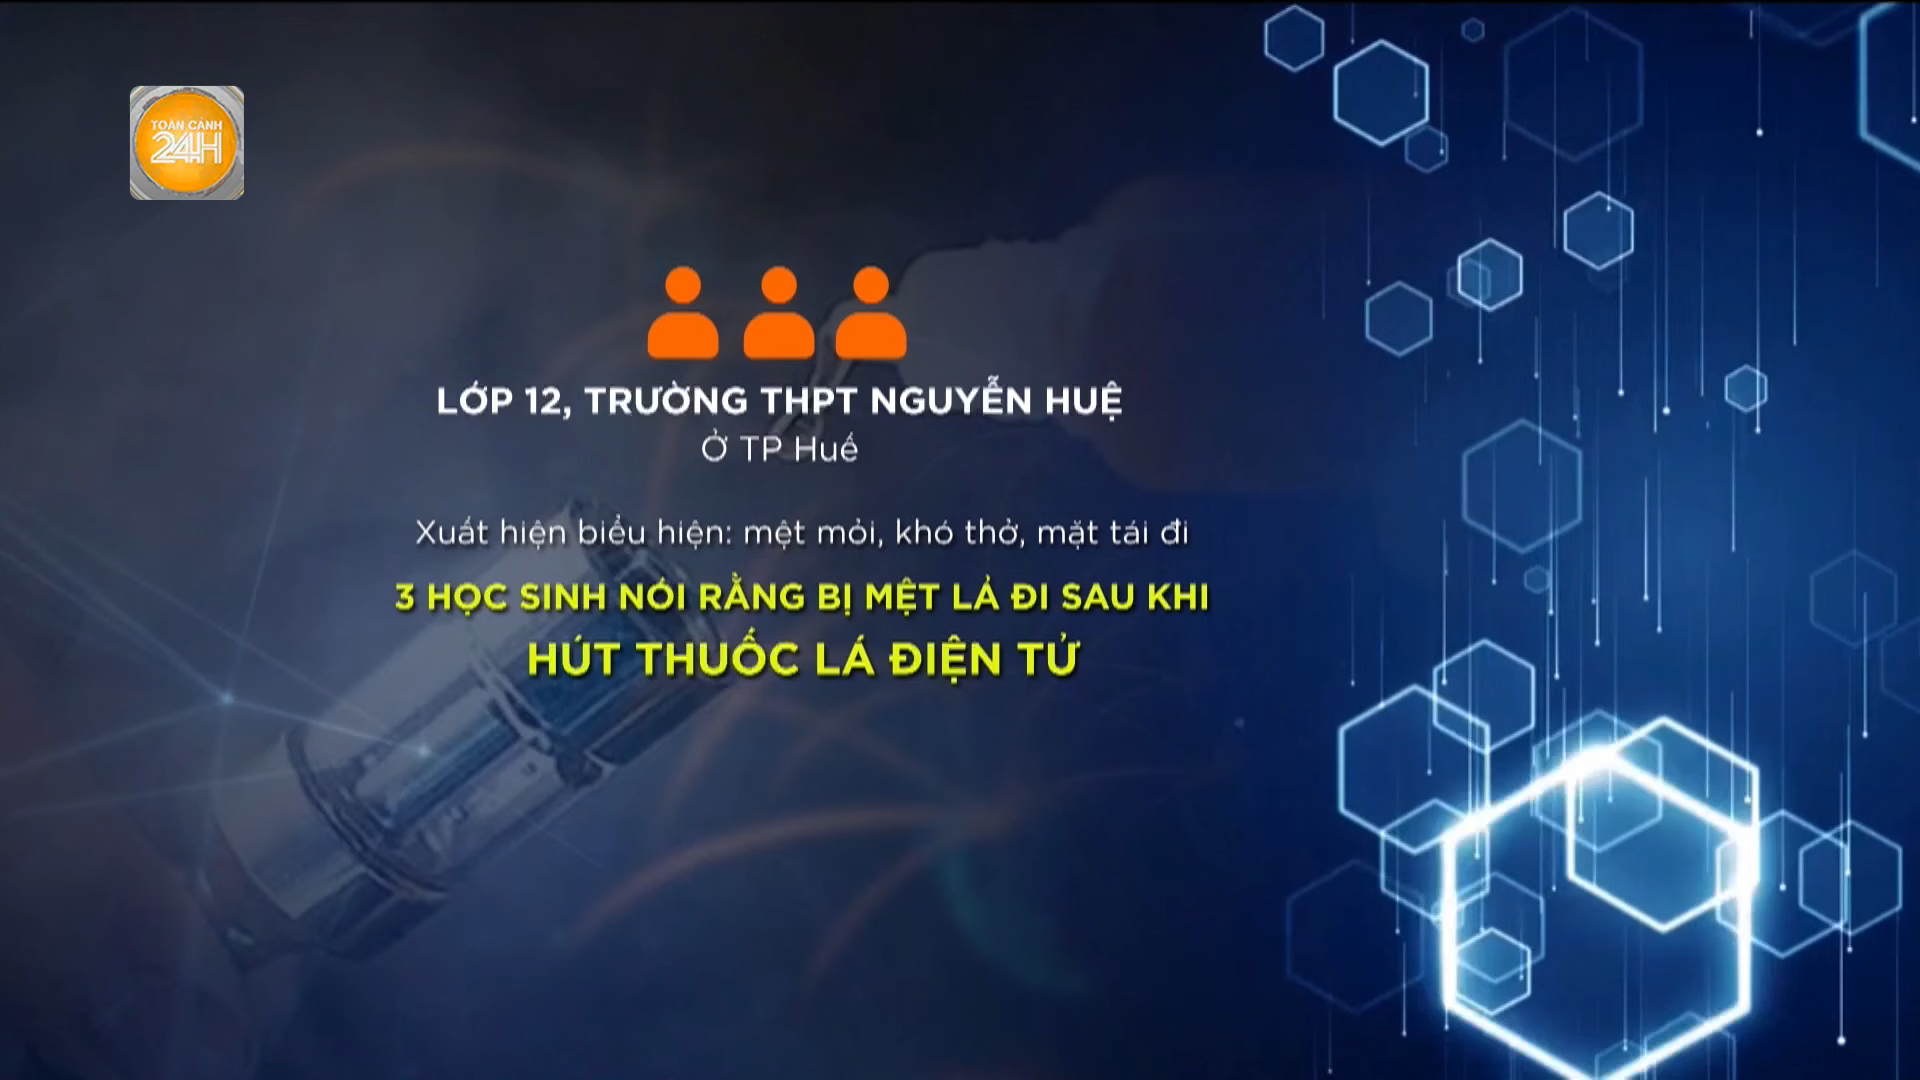 TOÀN CẢNH
24H
LỚP 12, TRƯỜNG THPT NGUYỄN HUỆ
Ở TP Huế
Xuất hiện biểu hiện: mệt mỏi, khó thở, mặt tái đi
3 HỌC SINH NÓI RẰNG BỊ MỆT LẢ ĐI SAU KHI
HÚT THUỐC LÁ ĐIỆN TỬ